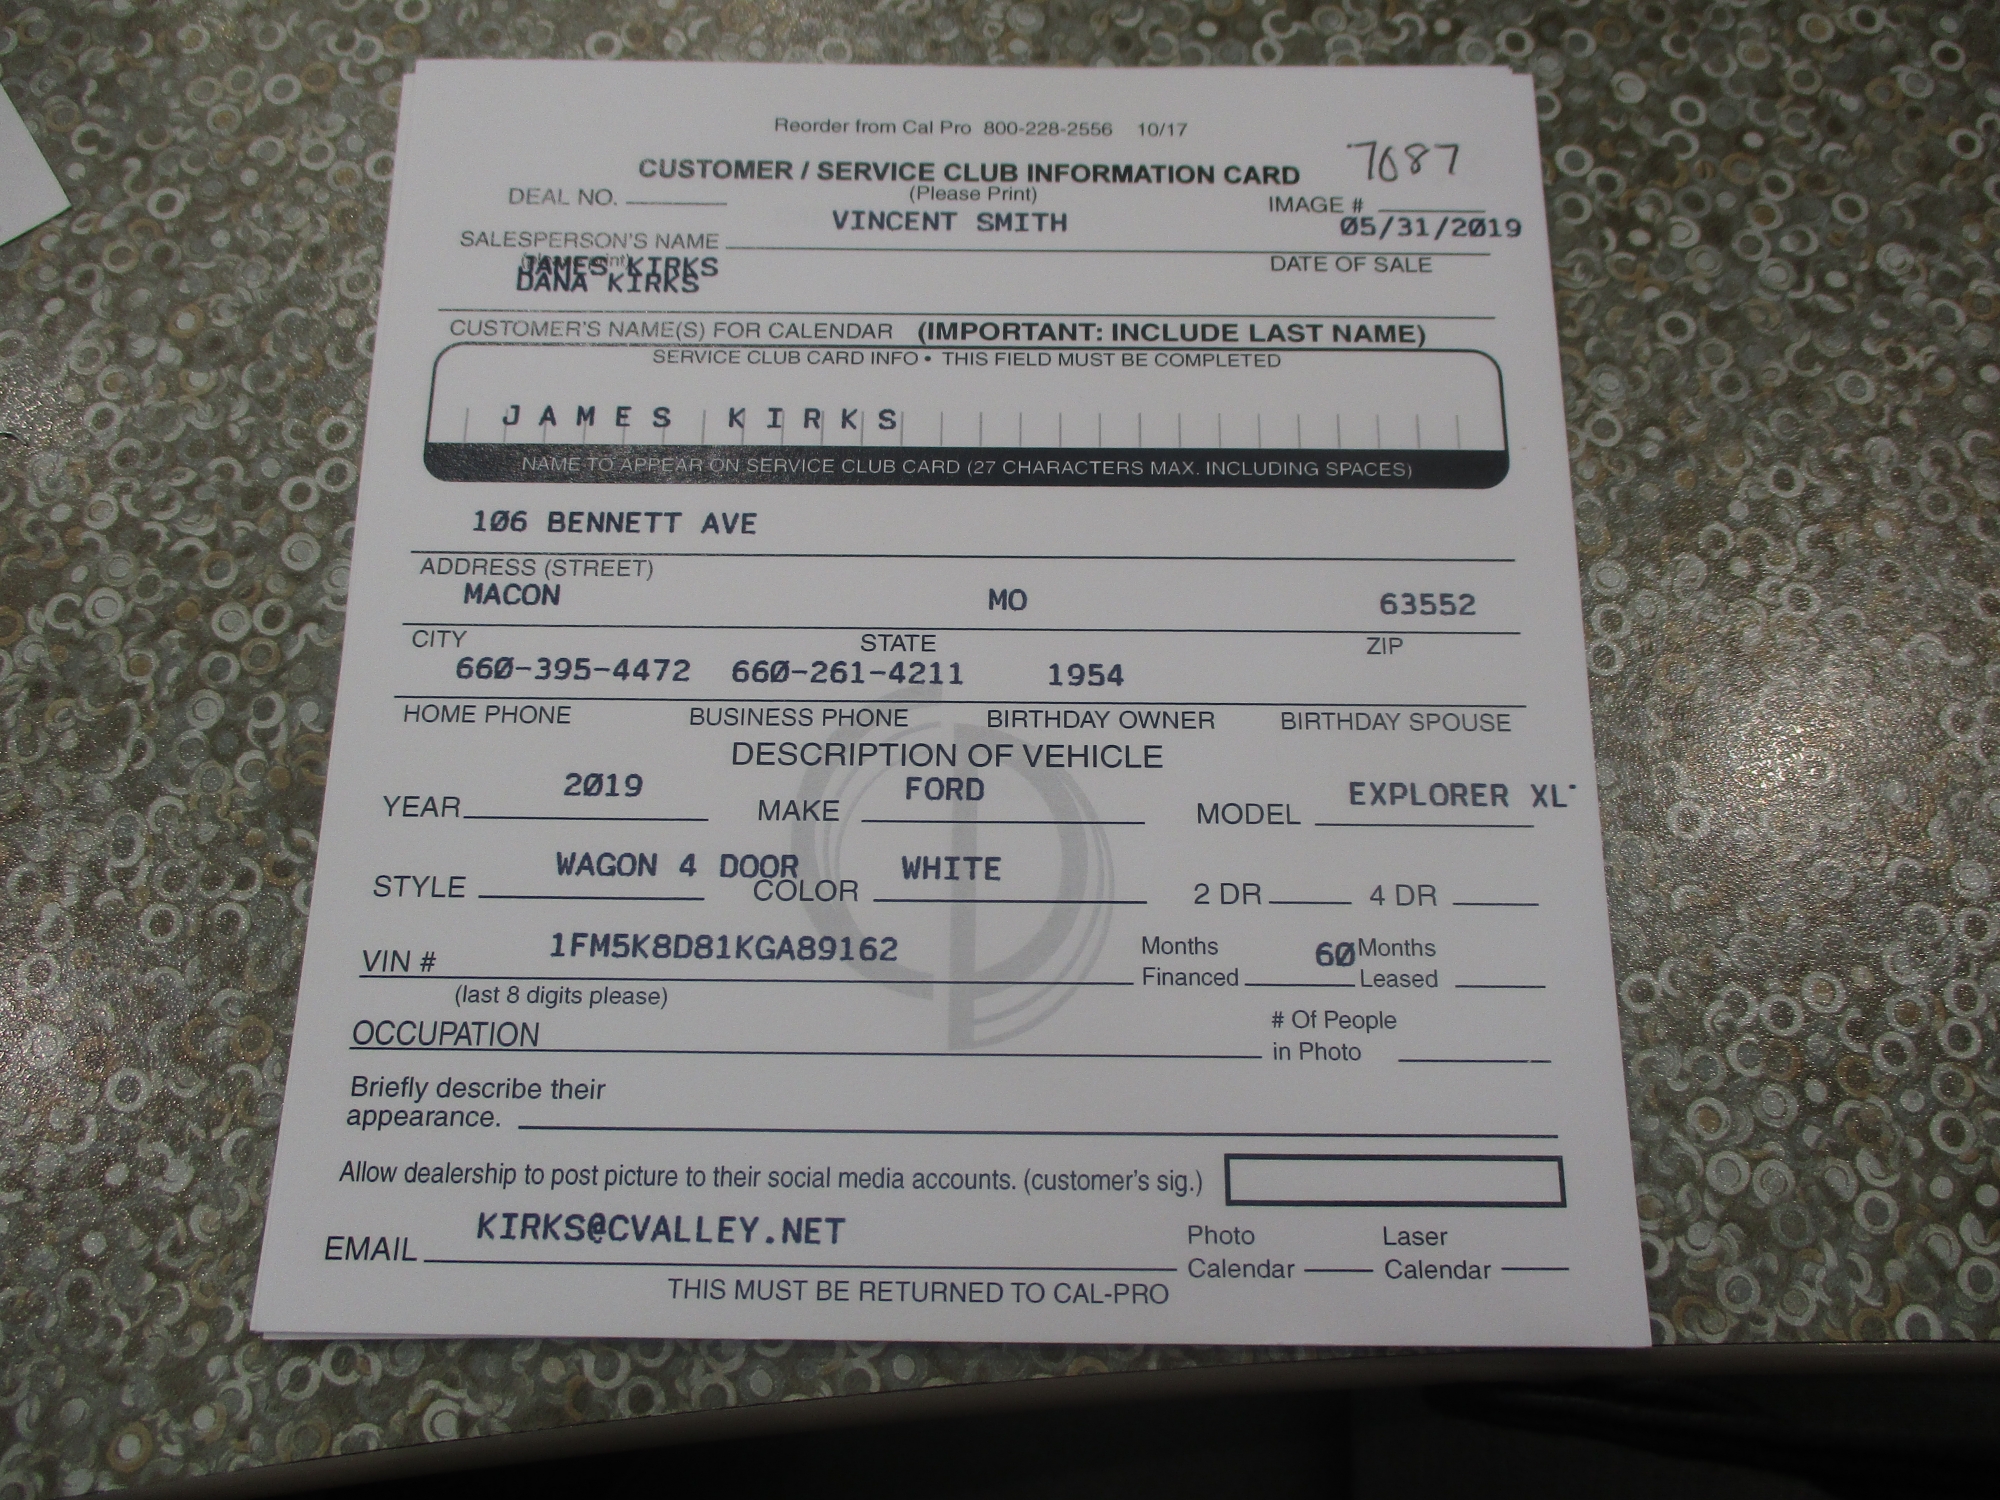 Reorder from Cal Pro 800-228-2556 10/17
7687
CUSTOMER / SERVICE CLUB INFORMATION CARD
(Please Print)
DEAL NO. IMAGE #
VINCENT SMITH 05/31/2019
SALESPERSON'S NAME DATE OF SALE
JAMES KIRKS
DANA KIRKS
CUSTOMER'S NAME(S) FOR CALENDAR (IMPORTANT: INCLUDE LAST NAME)
SERVICE CLUB CARD INFO • THIS FIELD MUST BE COMPLETED
JAMES KIRKS
NAME TO APPEAR ON SERVICE CLUB CARD (27 CHARACTERS MAX. INCLUDING SPACES)
106 BENNETT AVE
ADDRESS (STREET)
MACON MO 63552
CITY STATE ZIP
660-395-4472 660-261-4211 1954
HOME PHONE BUSINESS PHONE BIRTHDAY OWNER BIRTHDAY SPOUSE
DESCRIPTION OF VEHICLE
YEAR 2019 MAKE FORD MODEL EXPLORER
STYLE WAGON 4 DOOR COLOR WHITE 2 DR 4 DR
VIN # 1FM5K8D81KGA89162 Months Financed 60 Months Leased
(last 8 digits please)
OCCUPATION # Of People in Photo
Briefly describe their
appearance.
Allow dealership to post picture to their social media accounts. (customer's sig.)
EMAIL KIRKS@CVALLEY.NET Photo Calendar Laser Calendar
THIS MUST BE RETURNED TO CAL-PRO